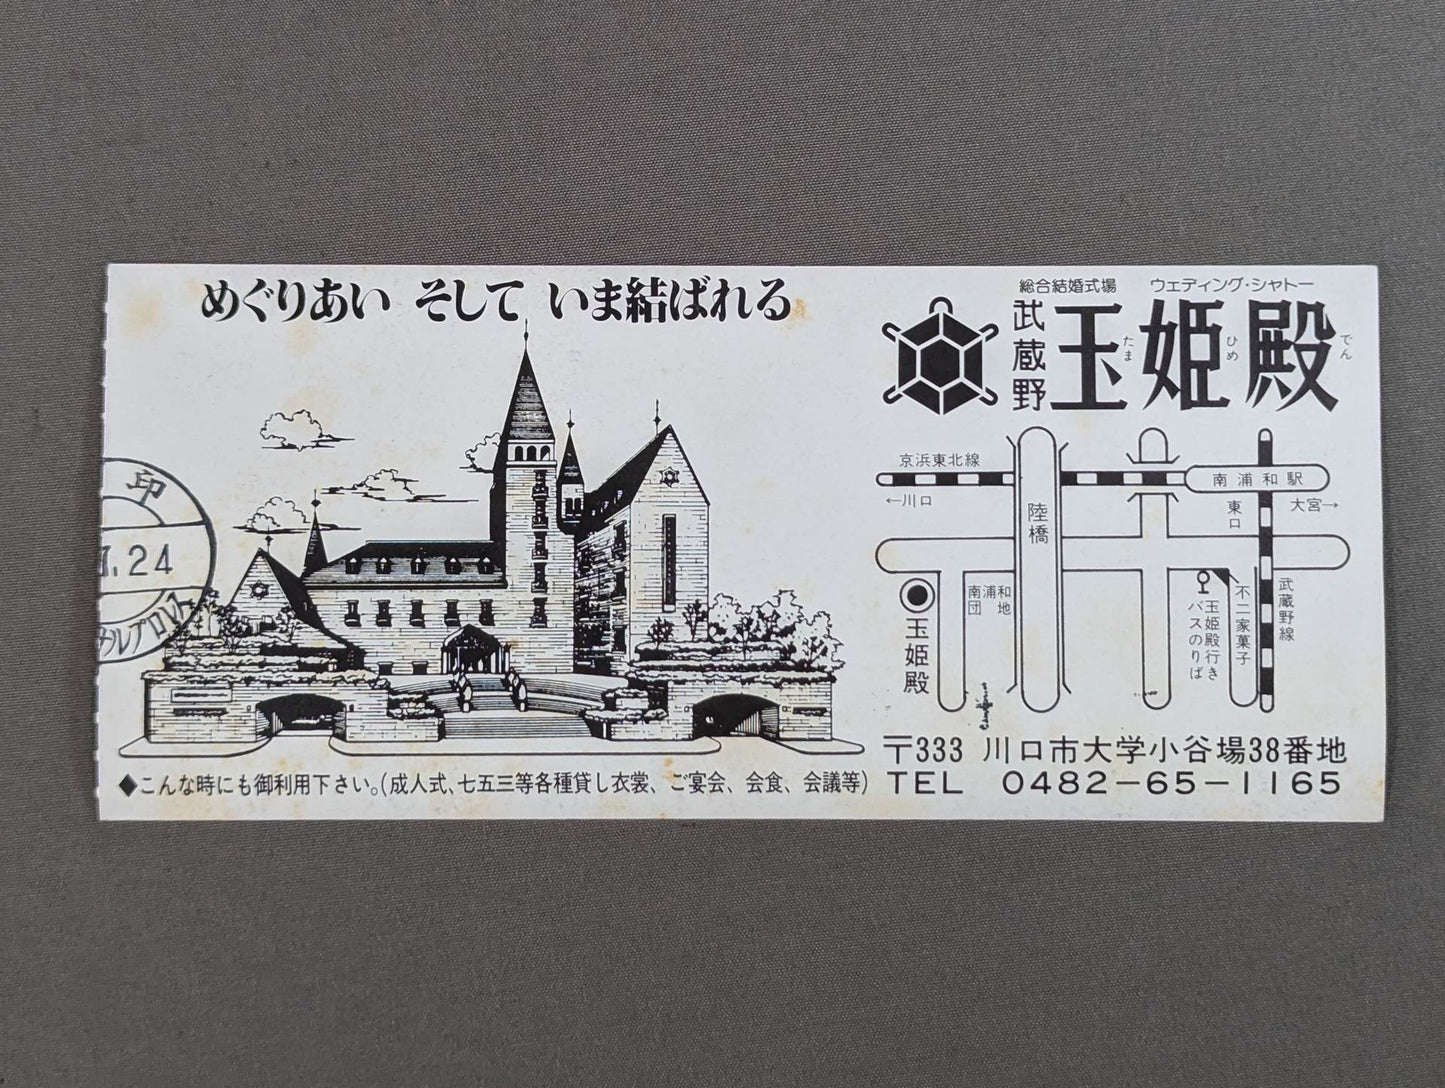 めぐりあい そして いま結ばれる
印
.24
◆こんな時にも御利用下さい。(成人式、七五三等各種貸し衣裳、ご宴会、会食、会議等)
総合結婚式場 ウェディング・シャトー
武蔵野 玉姫殿
たま ひめ でん
京浜東北線
←川口
陸橋
南浦和駅
東口
大宮→
南浦和団地
玉姫殿
玉姫殿行きバスのりば
不二家菓子
武蔵野線
〒333 川口市大学小谷場38番地
TEL 0482-65-1165